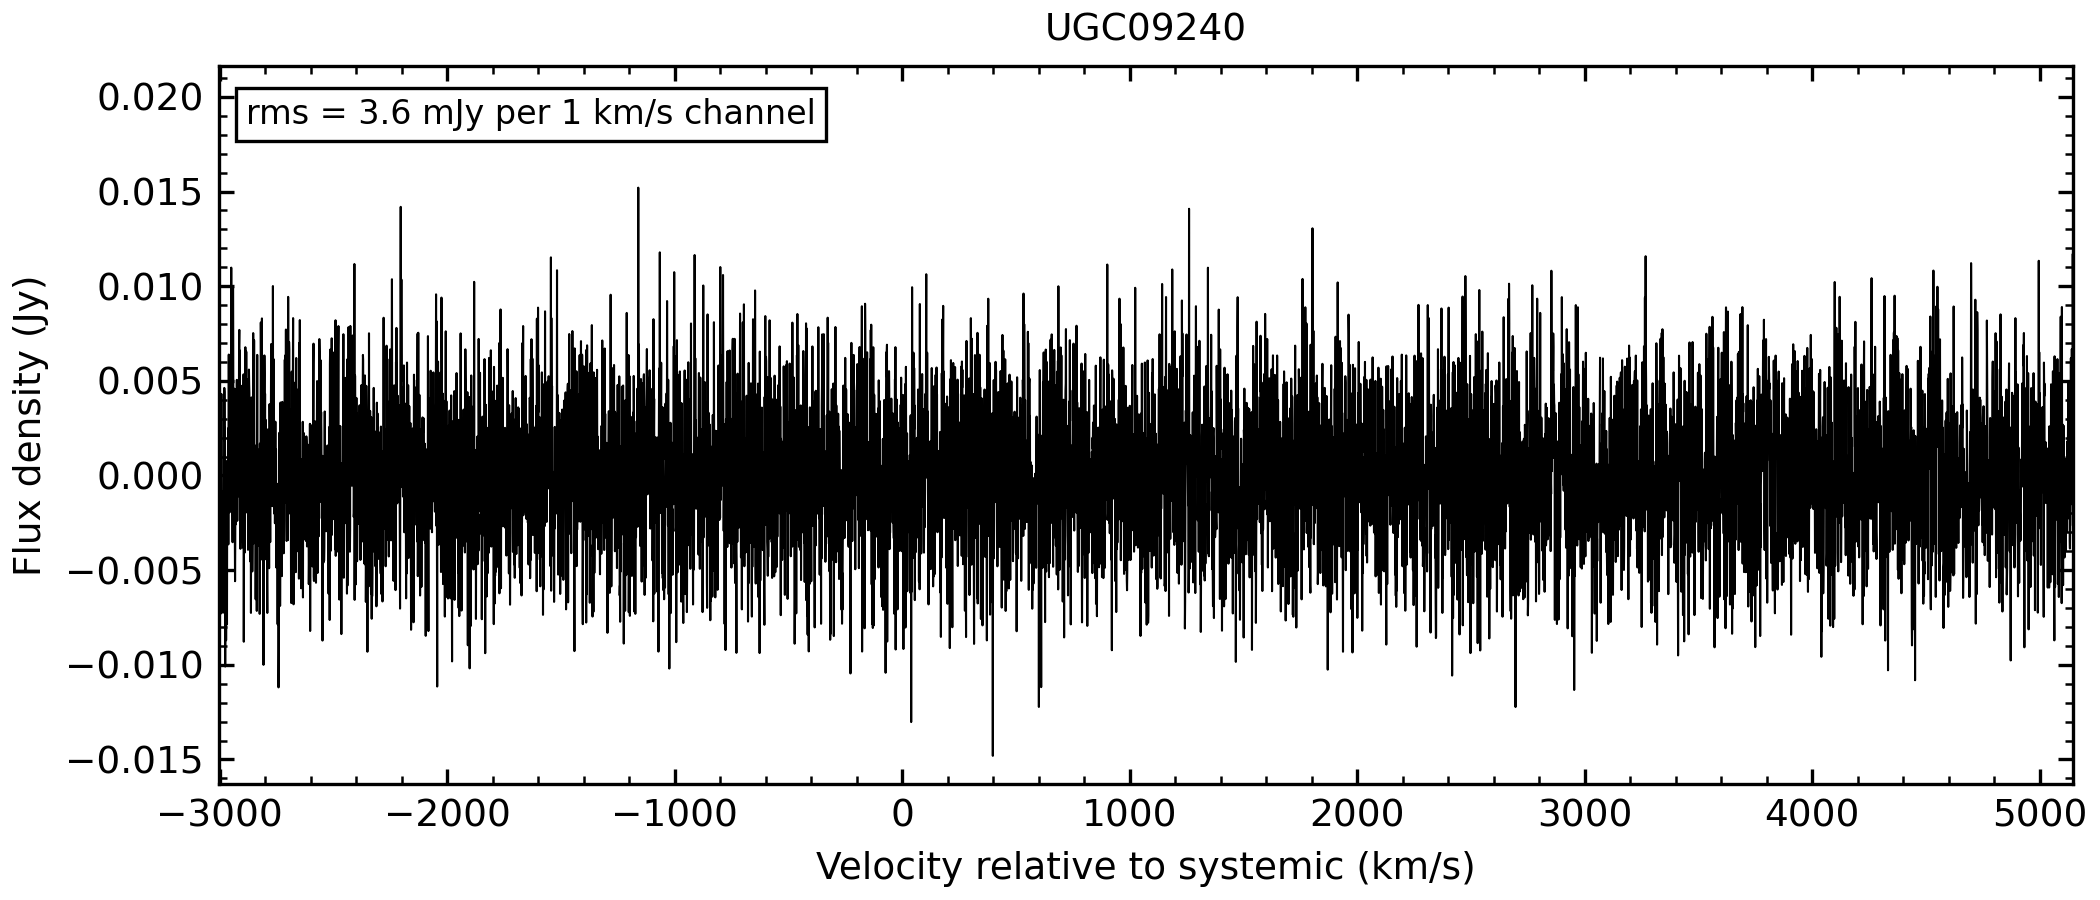 UGC09240
rms = 3.6 mJy per 1 km/s channel
0.020
0.015
0.010
0.005
0.000
−0.005
−0.010
−0.015
Flux density (Jy)
−3000 −2000 −1000 0 1000 2000 3000 4000 5000
Velocity relative to systemic (km/s)